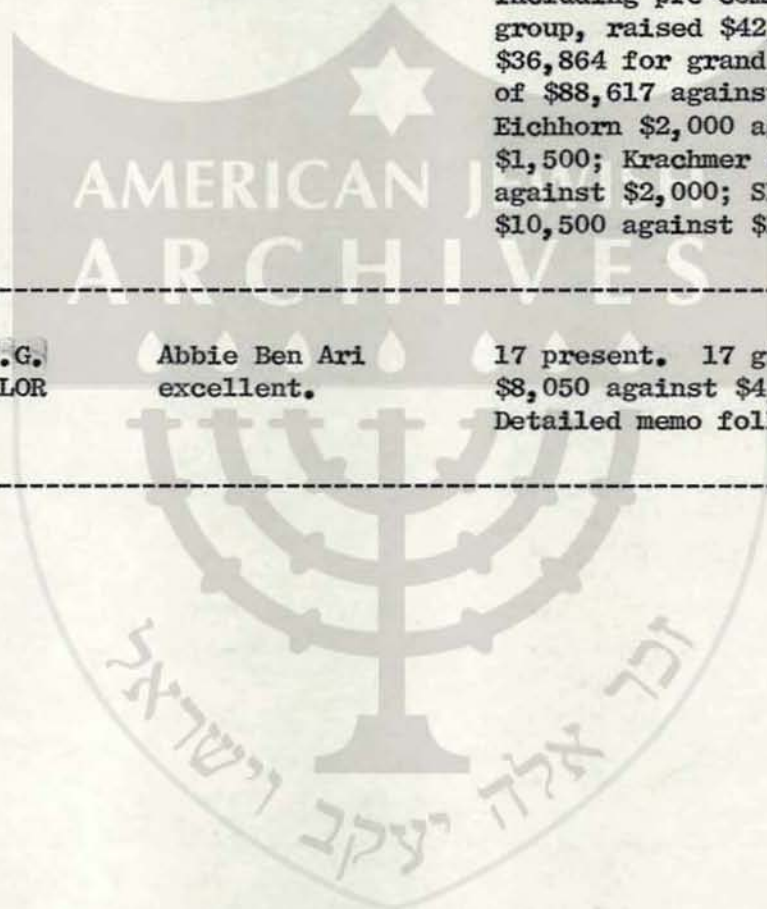 group, raised $42
$36,864 for grand
of $88,617 agains
Eichhorn $2,000 a
$1,500; Krachmer
against $2,000; S
$10,500 against $
AMERICAN J
ARCHIVES
.G. Abbie Ben Ari 17 present. 17 g
LOR excellent. $8,050 against $4
Detailed memo fol
זכר אלה יעקב וישראל